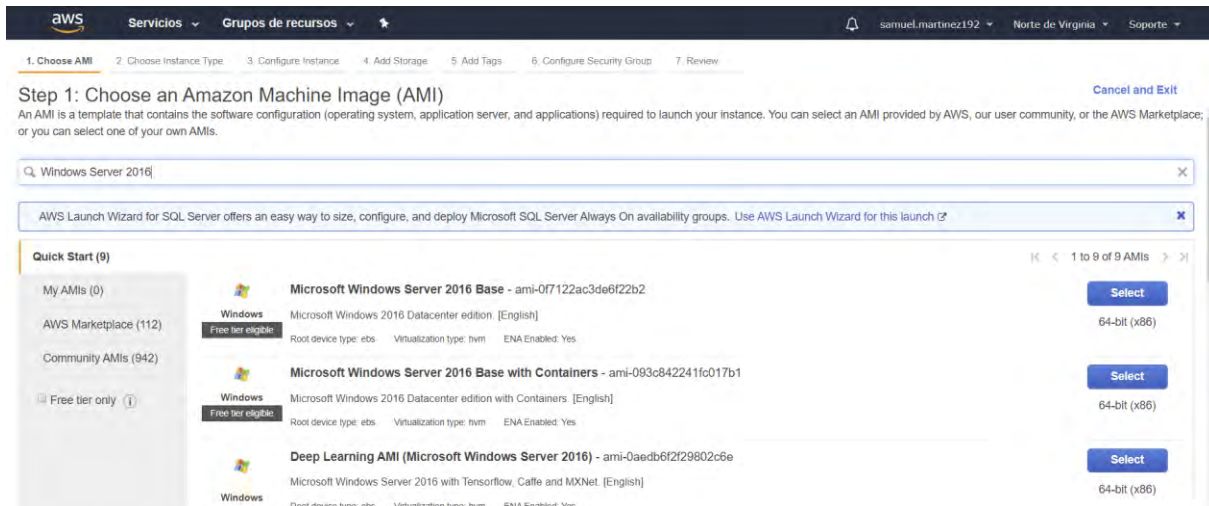 aws Servicios Grupos de recursos samuel.martinez192 Norte de Virginia Soporte
1. Choose AMI 2. Choose Instance Type 3. Configure Instance 4. Add Storage 5. Add Tags 6. Configure Security Group 7. Review
Step 1: Choose an Amazon Machine Image (AMI) Cancel and Exit
An AMI is a template that contains the software configuration (operating system, application server, and applications) required to launch your instance. You can select an AMI provided by AWS, our user community, or the AWS Marketplace;
or you can select one of your own AMIs.
Windows Server 2016
AWS Launch Wizard for SQL Server offers an easy way to size, configure, and deploy Microsoft SQL Server Always On availability groups. Use AWS Launch Wizard for this launch
Quick Start (9) 1 to 9 of 9 AMIs
My AMIs (0)
AWS Marketplace (112)
Community AMIs (942)
Free tier only
Windows
Free tier eligible
Microsoft Windows Server 2016 Base - ami-0f7122ac3de6f22b2
Microsoft Windows 2016 Datacenter edition. [English]
Root device type: ebs Virtualization type: hvm ENA Enabled: Yes
Select
64-bit (x86)
Windows
Free tier eligible
Microsoft Windows Server 2016 Base with Containers - ami-093c842241fc017b1
Microsoft Windows 2016 Datacenter edition with Containers. [English]
Root device type: ebs Virtualization type: hvm ENA Enabled: Yes
Select
64-bit (x86)
Windows
Deep Learning AMI (Microsoft Windows Server 2016) - ami-0aedb6f2f29802c6e
Microsoft Windows Server 2016 with Tensorflow, Caffe and MXNet. [English]
Root device type: ebs Virtualization type: hvm ENA Enabled: Yes
Select
64-bit (x86)